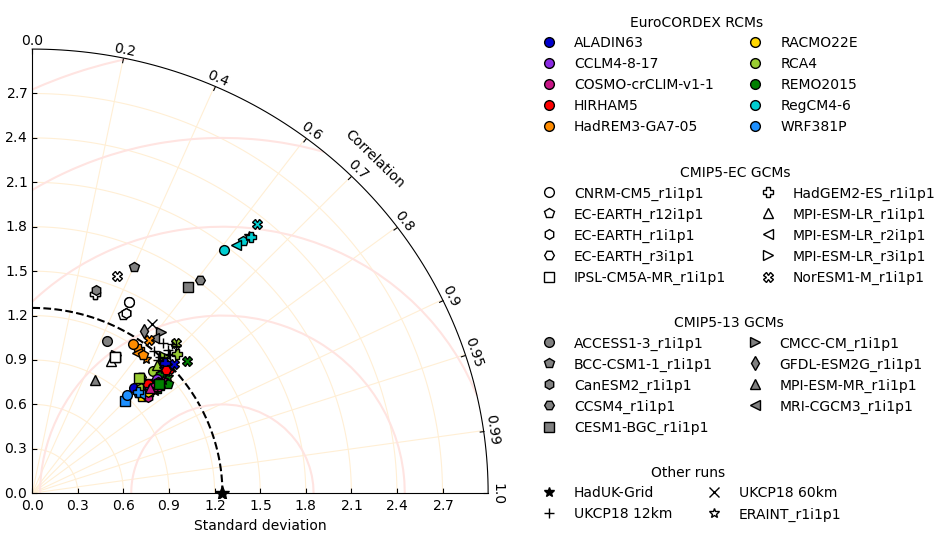 0.0
0.2
0.4
0.6
0.7
0.8
0.9
0.95
0.99
1.0
Correlation
2.7
2.4
2.1
1.8
1.5
1.2
0.9
0.6
0.3
0.0
0.0 0.3 0.6 0.9 1.2 1.5 1.8 2.1 2.4 2.7
Standard deviation
EuroCORDEX RCMs
ALADIN63 RACMO22E
CCLM4-8-17 RCA4
COSMO-crCLIM-v1-1 REMO2015
HIRHAM5 RegCM4-6
HadREM3-GA7-05 WRF381P
CMIP5-EC GCMs
CNRM-CM5_r1i1p1 HadGEM2-ES_r1i1p1
EC-EARTH_r12i1p1 MPI-ESM-LR_r1i1p1
EC-EARTH_r1i1p1 MPI-ESM-LR_r2i1p1
EC-EARTH_r3i1p1 MPI-ESM-LR_r3i1p1
IPSL-CM5A-MR_r1i1p1 NorESM1-M_r1i1p1
CMIP5-13 GCMs
ACCESS1-3_r1i1p1 CMCC-CM_r1i1p1
BCC-CSM1-1_r1i1p1 GFDL-ESM2G_r1i1p1
CanESM2_r1i1p1 MPI-ESM-MR_r1i1p1
CCSM4_r1i1p1 MRI-CGCM3_r1i1p1
CESM1-BGC_r1i1p1
Other runs
HadUK-Grid UKCP18 60km
UKCP18 12km ERAINT_r1i1p1